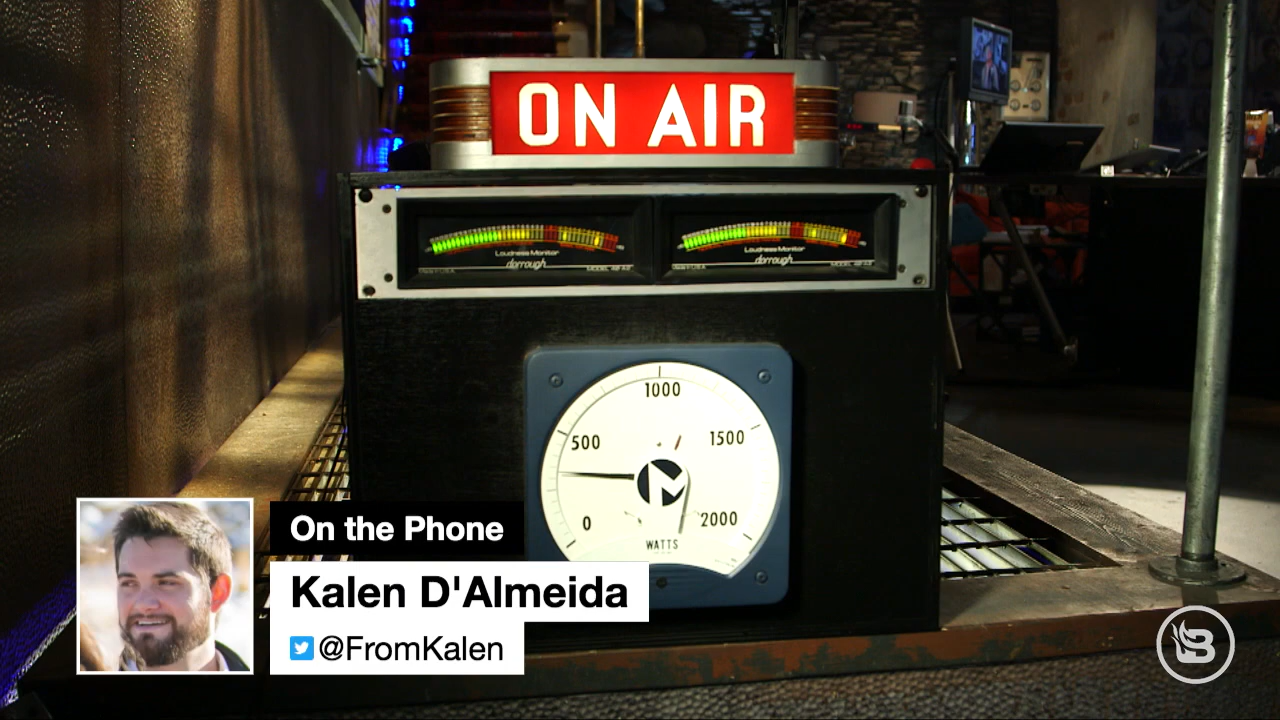 ON AIR
Loudness Monitor
dorrough
Loudness Monitor
dorrough
1000
500
1500
0
2000
WATTS
On the Phone
Kalen D'Almeida
@FromKalen